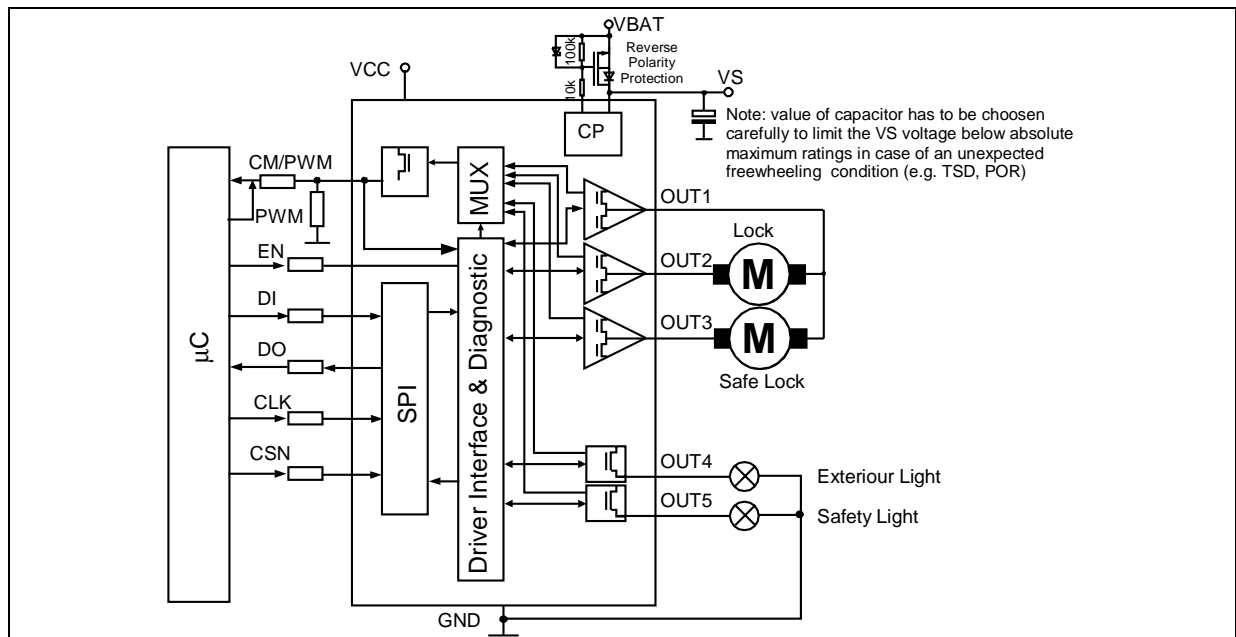 VBAT
100k
Reverse
Polarity
Protection
10k
VCC
VS
CP
Note: value of capacitor has to be choosen
carefully to limit the VS voltage below absolute
maximum ratings in case of an unexpected
freewheeling condition (e.g. TSD, POR)
CM/PWM
PWM
MUX
OUT1
Lock
EN
OUT2
M
DI
OUT3
M
DO
Safe Lock
µC
SPI
Driver Interface & Diagnostic
CLK
CSN
OUT4
Exteriour Light
OUT5
Safety Light
GND